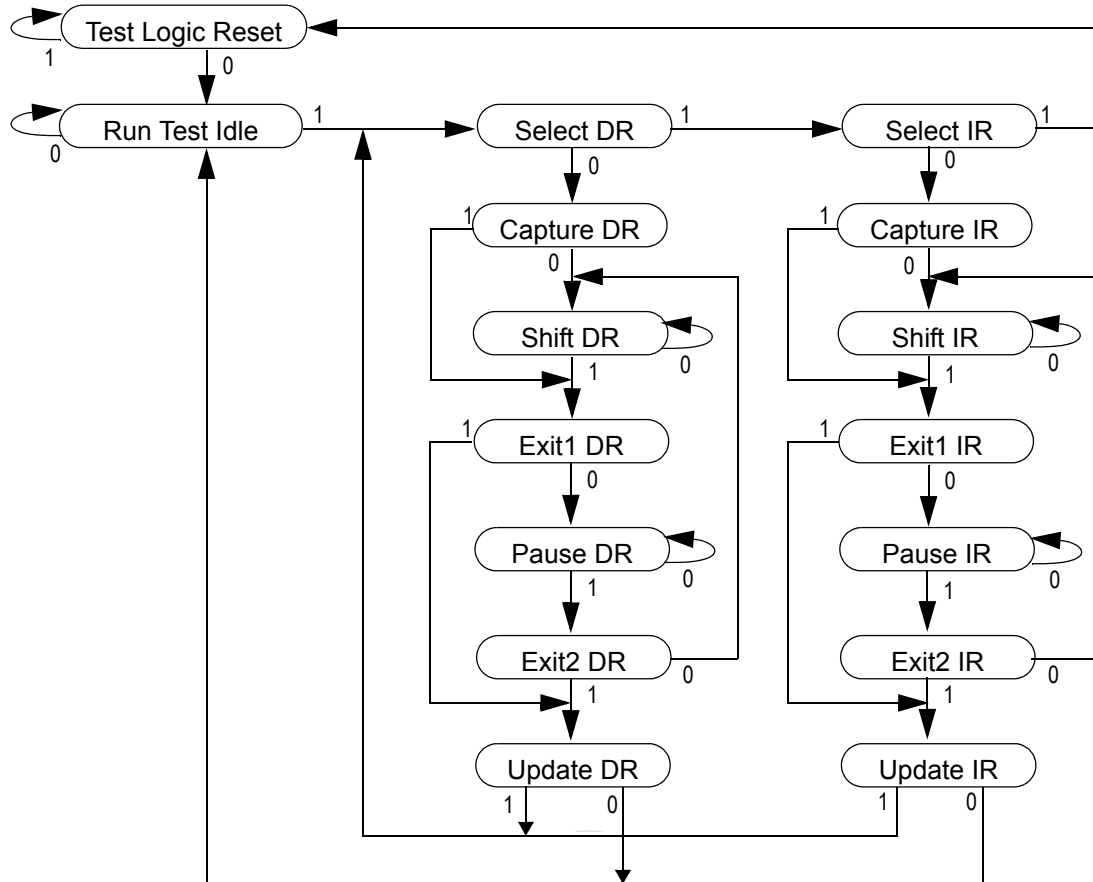 Test Logic Reset
1
0
Run Test Idle
1
Select DR
1
Select IR
1
0
0
0
1
Capture DR
1
Capture IR
0
0
Shift DR
Shift IR
0
0
1
1
1
Exit1 DR
1
Exit1 IR
0
0
Pause DR
Pause IR
0
0
1
1
Exit2 DR
Exit2 IR
0
0
1
1
Update DR
Update IR
1
0
1
0